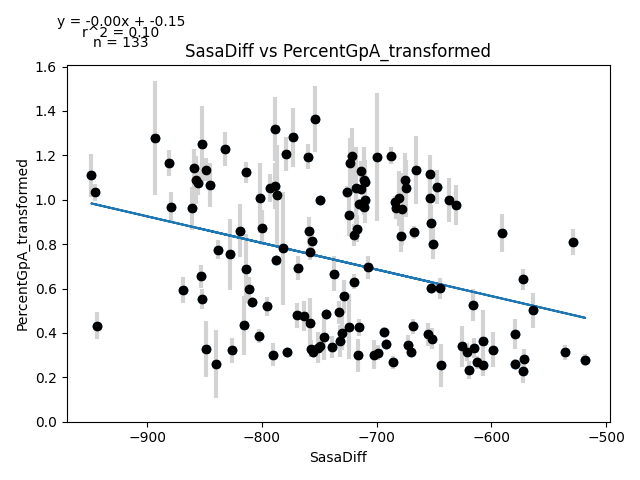 y = -0.00x + -0.15
r^2 = 0.10
n = 133
SasaDiff vs PercentGpA_transformed
1.6
1.4
1.2
1.0
0.8
0.6
0.4
0.2
0.0
PercentGpA_transformed
−900
−800
−700
−600
−500
SasaDiff